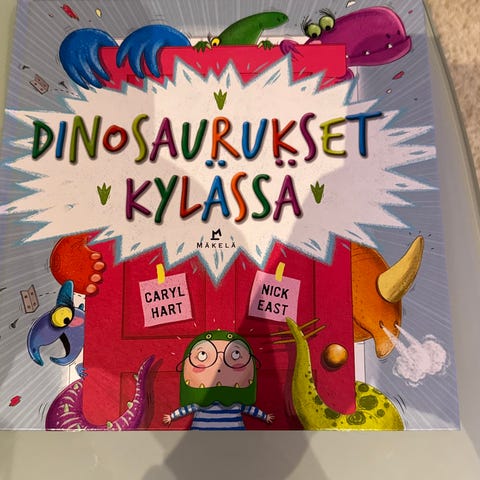 DINOSAURUKSET
KYLÄSSÄ
MÄKELÄ
CARYL
HART
NICK
EAST